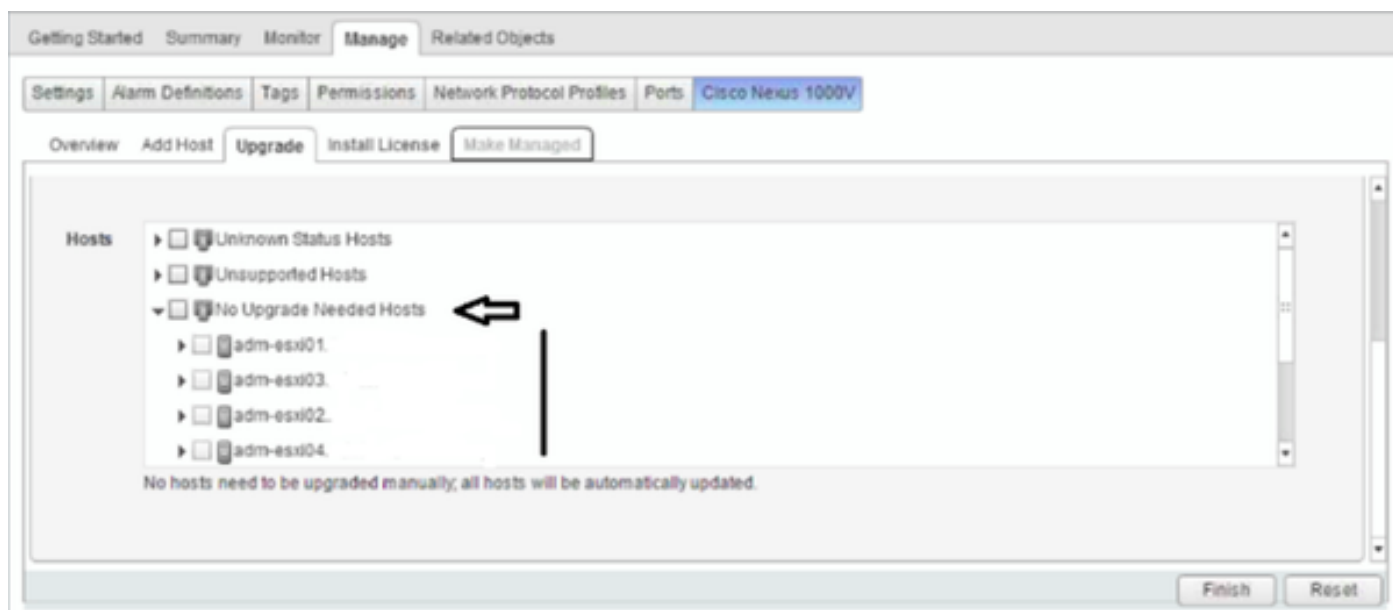 Getting Started Summary Monitor Manage Related Objects
Settings Alarm Definitions Tags Permissions Network Protocol Profiles Ports Cisco Nexus 1000V
Overview Add Host Upgrade Install License Make Managed
Hosts
Unknown Status Hosts
Unsupported Hosts
No Upgrade Needed Hosts
adm-esxi01.
adm-esxi03.
adm-esxi02.
adm-esxi04.
No hosts need to be upgraded manually; all hosts will be automatically updated.
Finish Reset